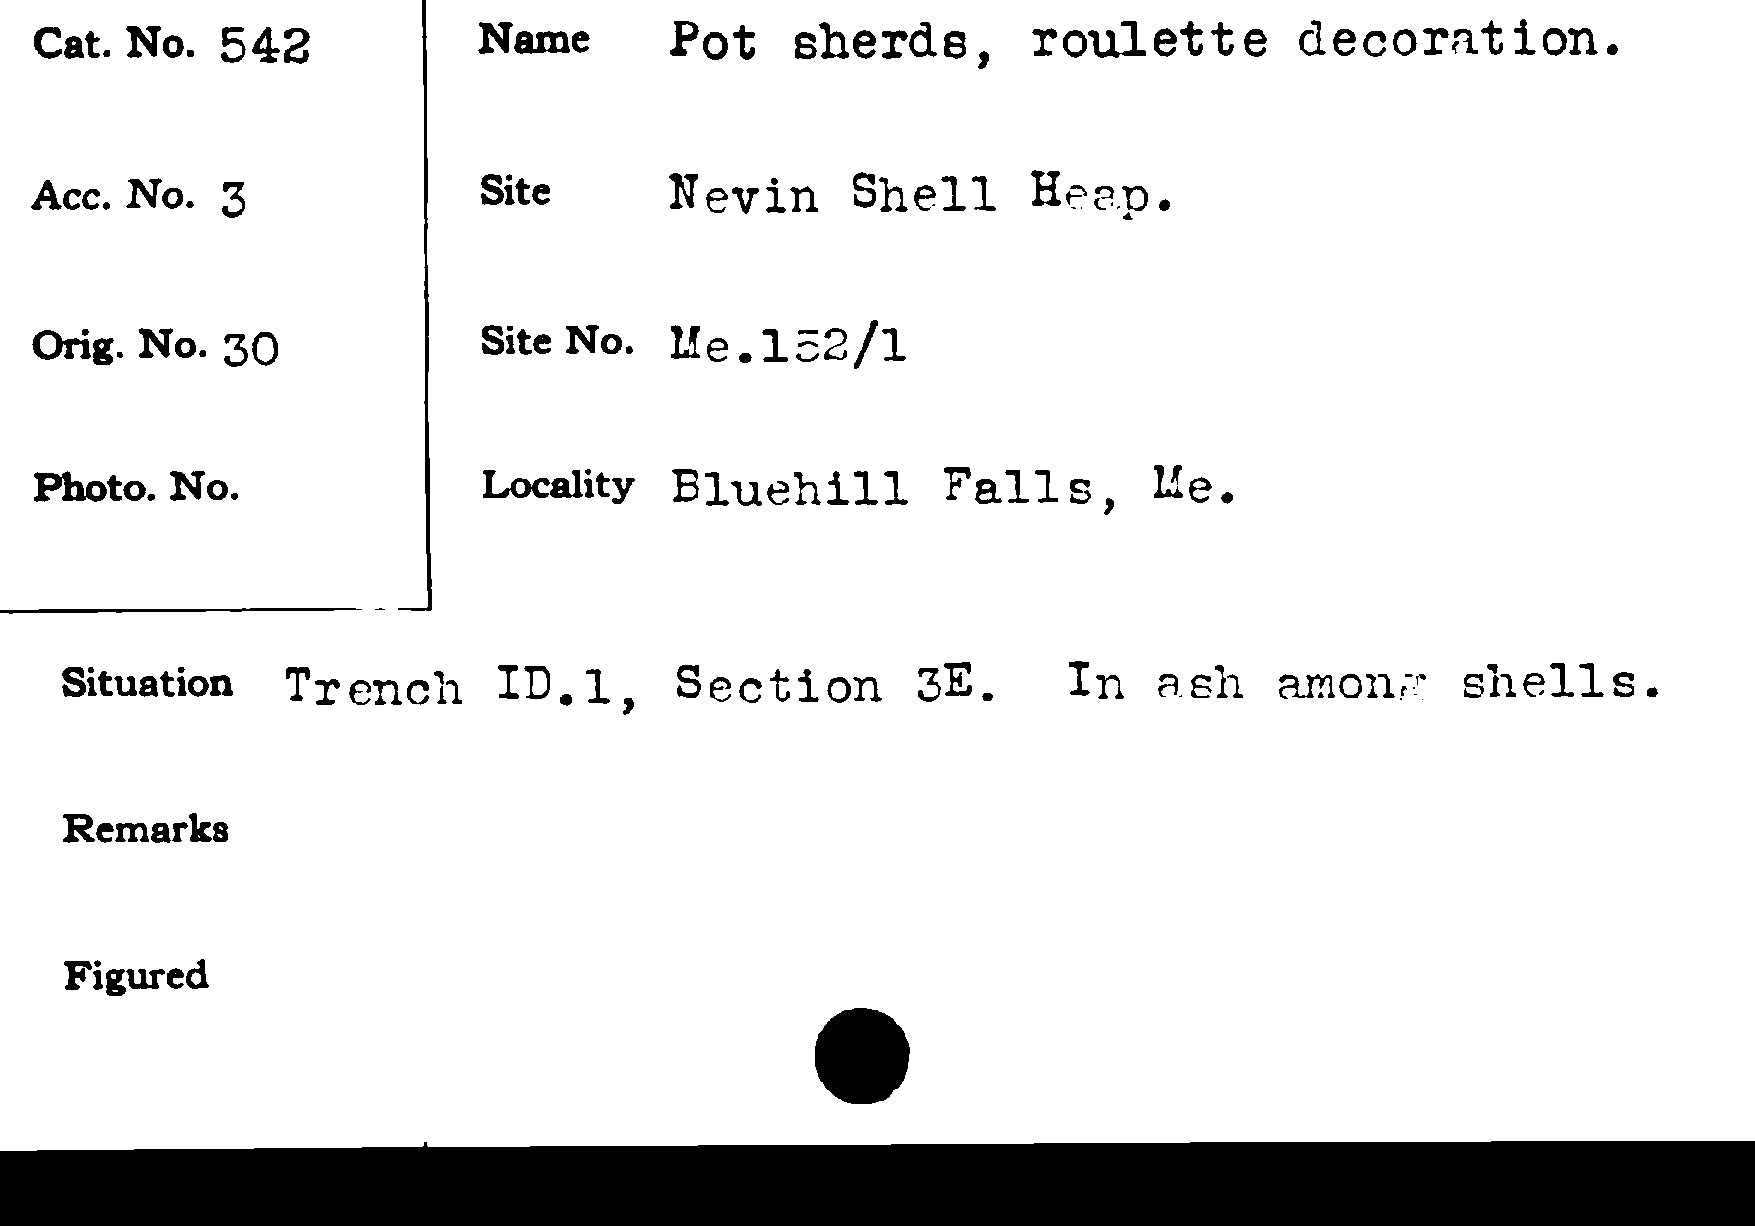 Cat. No. 542
Name Pot sherds, roulette decoration.
Acc. No. 3
Site Nevin Shell Heap.
Orig. No. 30
Site No. Me.152/1
Photo. No.
Locality Bluehill Falls, Me.
Situation Trench ID.1, Section 3E. In ash among shells.
Remarks
Figured